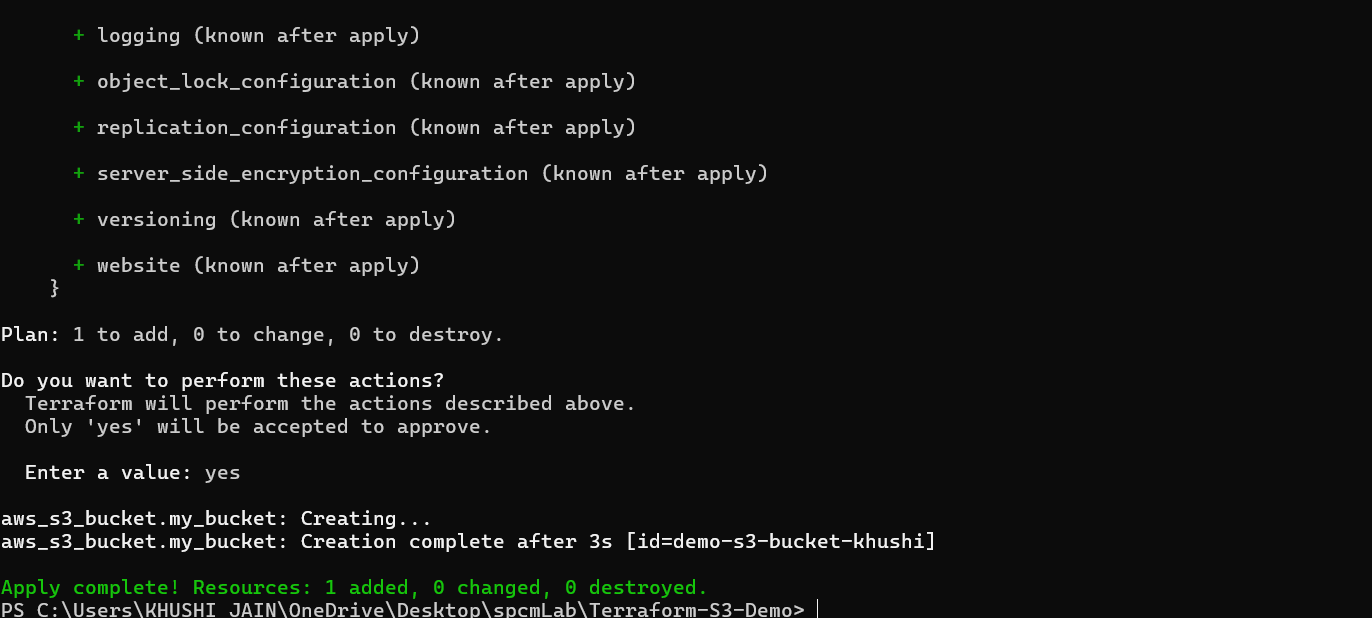 + logging (known after apply)
+ object_lock_configuration (known after apply)
+ replication_configuration (known after apply)
+ server_side_encryption_configuration (known after apply)
+ versioning (known after apply)
+ website (known after apply)
}
Plan: 1 to add, 0 to change, 0 to destroy.
Do you want to perform these actions?
Terraform will perform the actions described above.
Only 'yes' will be accepted to approve.
Enter a value: yes
aws_s3_bucket.my_bucket: Creating...
aws_s3_bucket.my_bucket: Creation complete after 3s [id=demo-s3-bucket-khushi]
Apply complete! Resources: 1 added, 0 changed, 0 destroyed.
PS C:\Users\KHUSHI JAIN\OneDrive\Desktop\spcmLab\Terraform-S3-Demo>